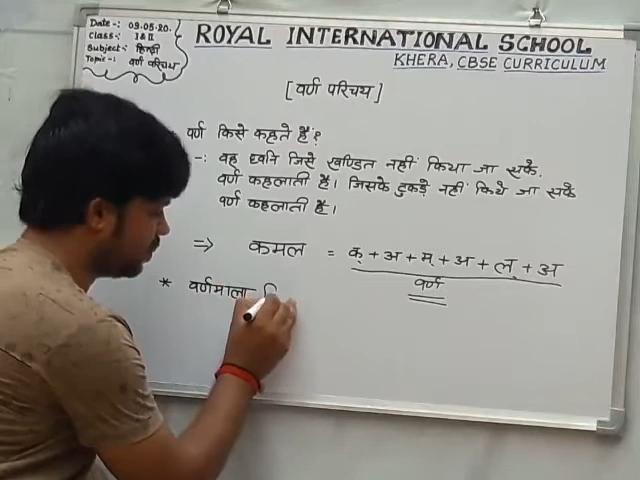 Date -: 09.05.20.
Class-: I & II
Subject-: हिन्दी
Topic -: वर्ण परिचय
ROYAL INTERNATIONAL SCHOOL
KHERA, CBSE CURRICULUM
[वर्ण परिचय]
वर्ण किसे कहते हैं?
-: वह ध्वनि जिसे खण्डित नहीं किया जा सके.
वर्ण कहलाती है। जिसके टुकड़े नहीं किये जा सके
वर्ण कहलाती है।
⇒ कमल = क् + अ + म् + अ + ल् + अ
वर्ण
* वर्णमाला